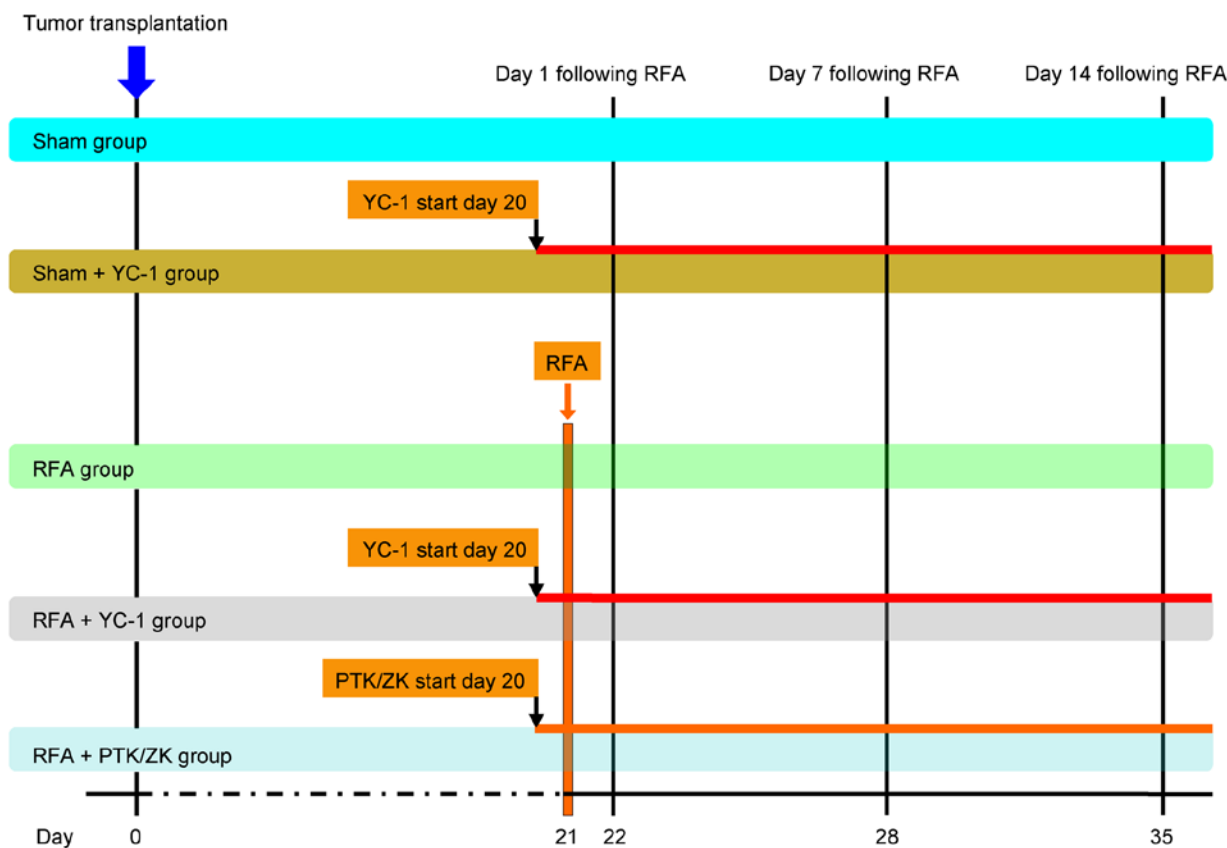 Tumor transplantation
Day 1 following RFA
Day 7 following RFA
Day 14 following RFA
Sham group
YC-1 start day 20
Sham + YC-1 group
RFA
RFA group
YC-1 start day 20
RFA + YC-1 group
PTK/ZK start day 20
RFA + PTK/ZK group
Day 0 21 22 28 35